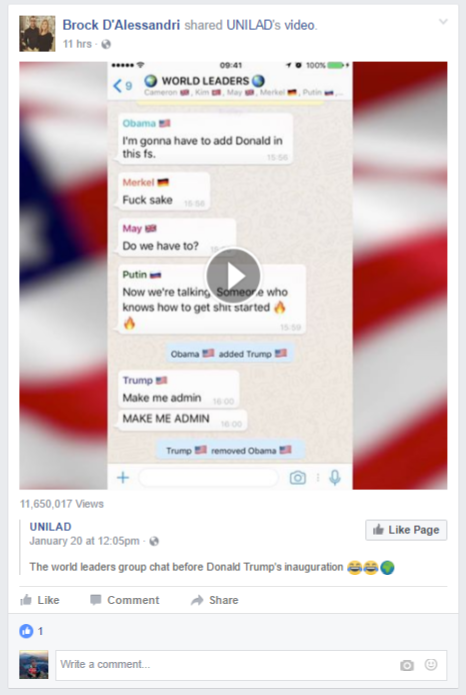 Brock D'Alessandri shared UNILAD's video.
11 hrs ·
09:41
100%
9
WORLD LEADERS
Cameron, Kim, May, Merkel, Putin
Obama
I'm gonna have to add Donald in
this fs.
15:56
Merkel
Fuck sake
15:56
May
Do we have to?
Putin
Now we're talking. Someone who
knows how to get shit started
15:59
Obama added Trump
Trump
Make me admin
16:00
MAKE ME ADMIN
16:00
Trump removed Obama
11,650,017 Views
UNILAD
January 20 at 12:05pm ·
Like Page
The world leaders group chat before Donald Trump's inauguration
Like
Comment
Share
1
Write a comment...